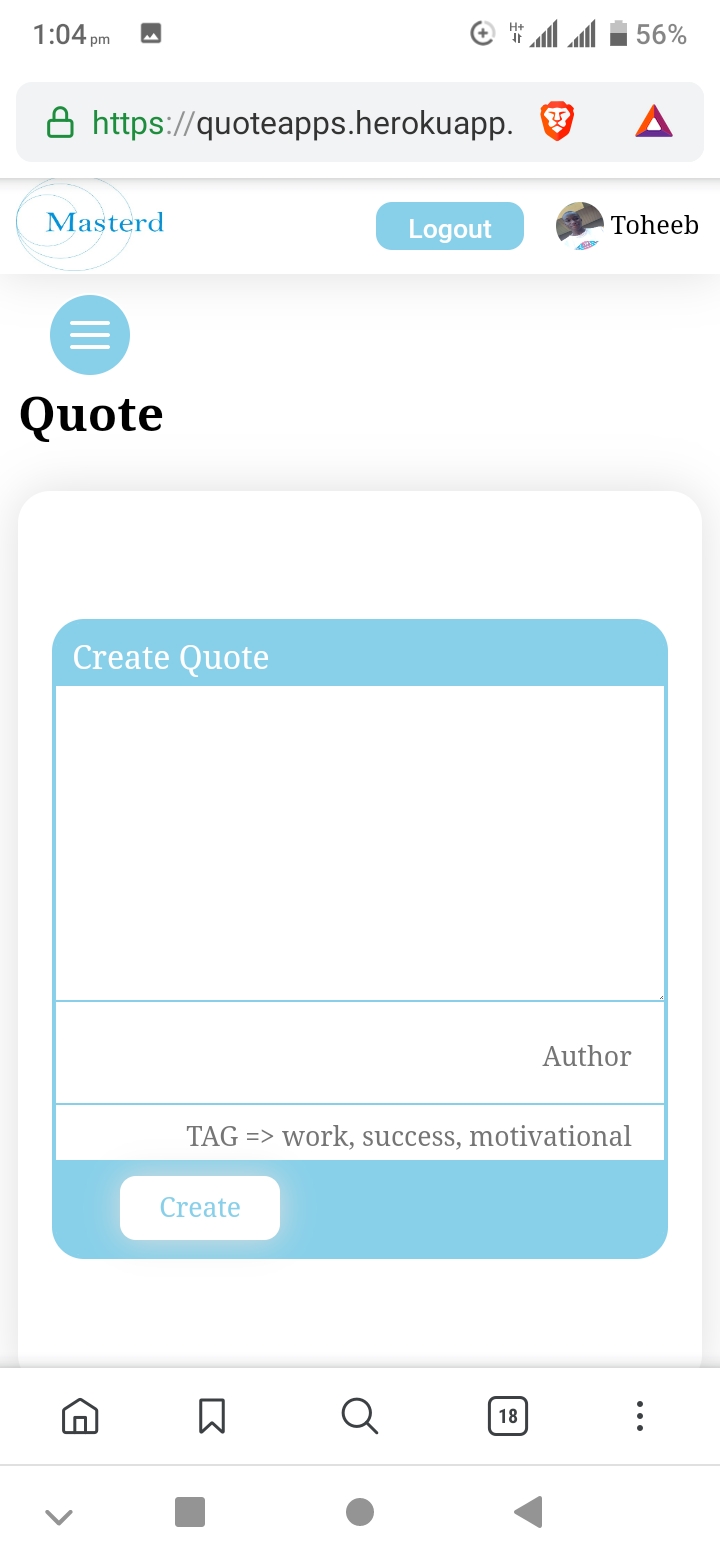 1:04 pm
H+
56%
https://quoteapps.herokuapp.
Masterd
Logout
Toheeb
Quote
Create Quote
Author
TAG => work, success, motivational
Create
18